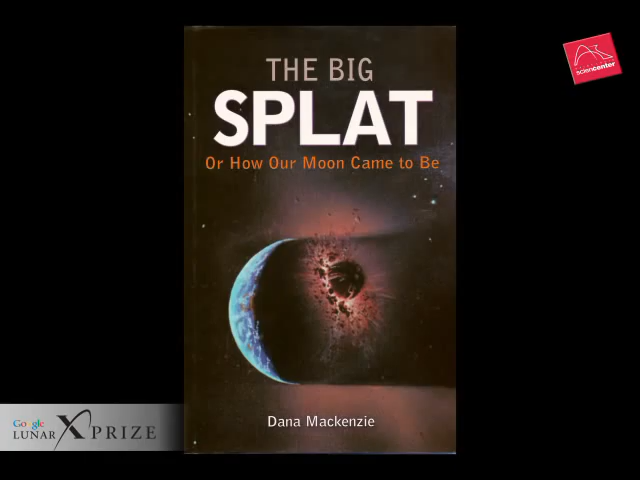 THE BIG
SPLAT
Or How Our Moon Came to Be
Dana Mackenzie
sciencenter
Google
LUNAR X PRIZE